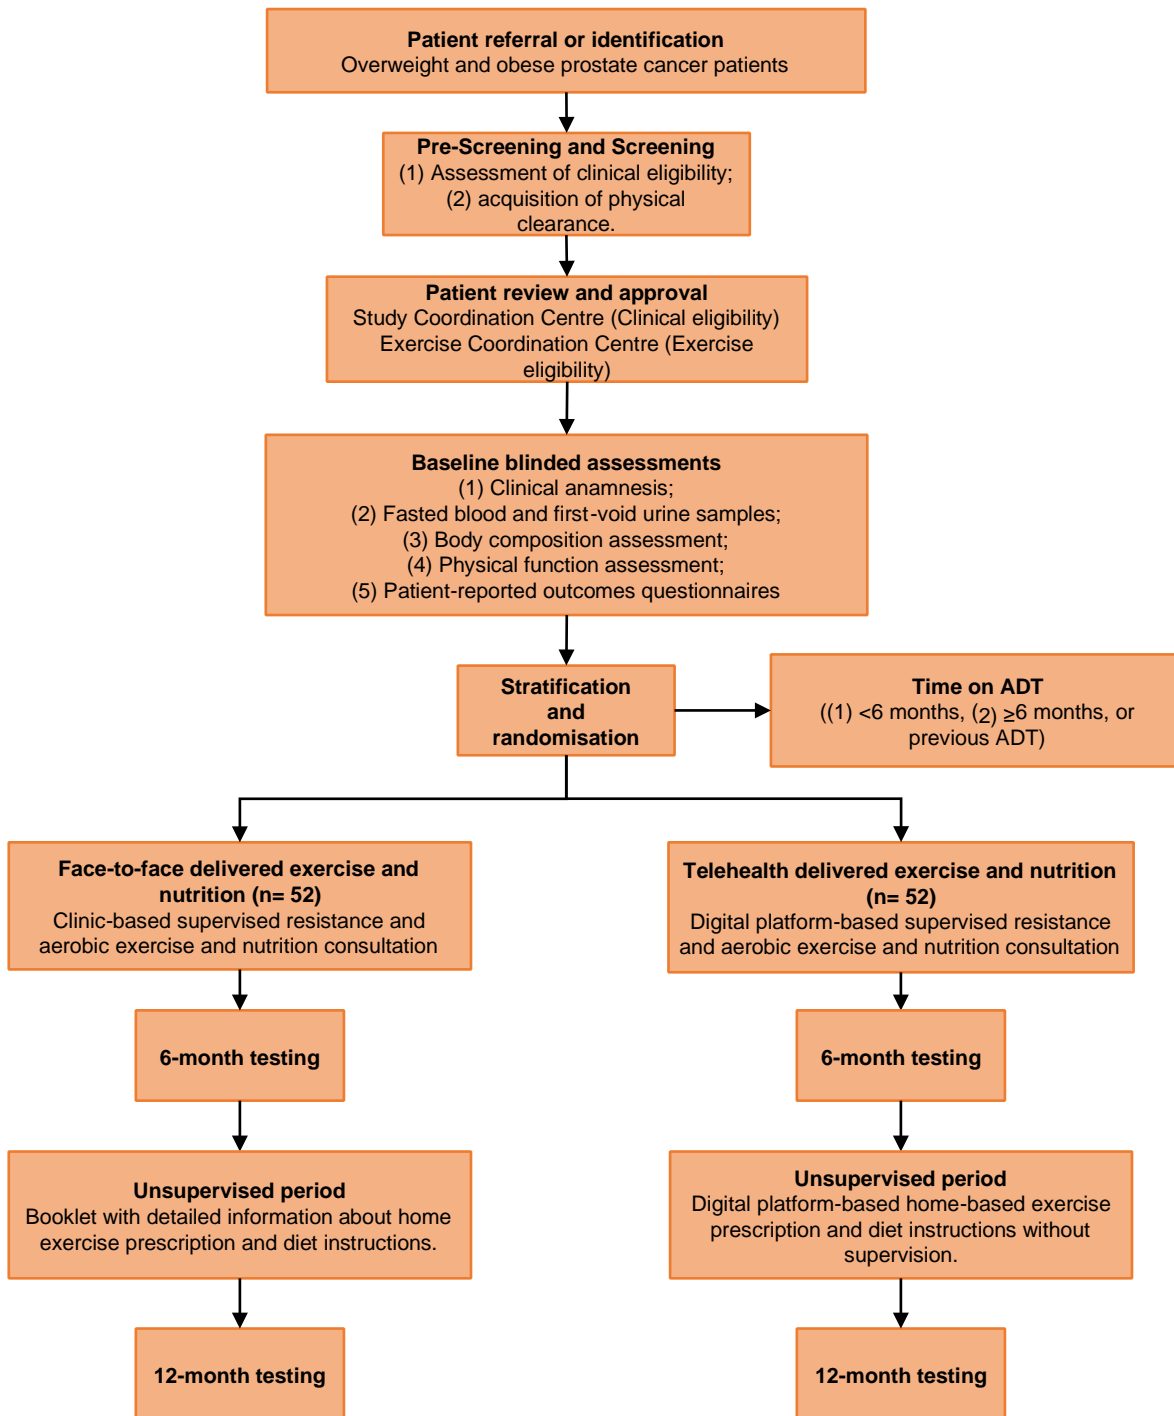 Patient referral or identification
Overweight and obese prostate cancer patients
Pre-Screening and Screening
(1) Assessment of clinical eligibility;
(2) acquisition of physical
clearance.
Patient review and approval
Study Coordination Centre (Clinical eligibility)
Exercise Coordination Centre (Exercise
eligibility)
Baseline blinded assessments
(1) Clinical anamnesis;
(2) Fasted blood and first-void urine samples;
(3) Body composition assessment;
(4) Physical function assessment;
(5) Patient-reported outcomes questionnaires
Stratification
and
randomisation
Time on ADT
((1) <6 months, (2) ≥6 months, or
previous ADT)
Face-to-face delivered exercise and
nutrition (n= 52)
Clinic-based supervised resistance and
aerobic exercise and nutrition consultation
Telehealth delivered exercise and nutrition
(n= 52)
Digital platform-based supervised resistance
and aerobic exercise and nutrition consultation
6-month testing
6-month testing
Unsupervised period
Booklet with detailed information about home
exercise prescription and diet instructions.
Unsupervised period
Digital platform-based home-based exercise
prescription and diet instructions without
supervision.
12-month testing
12-month testing